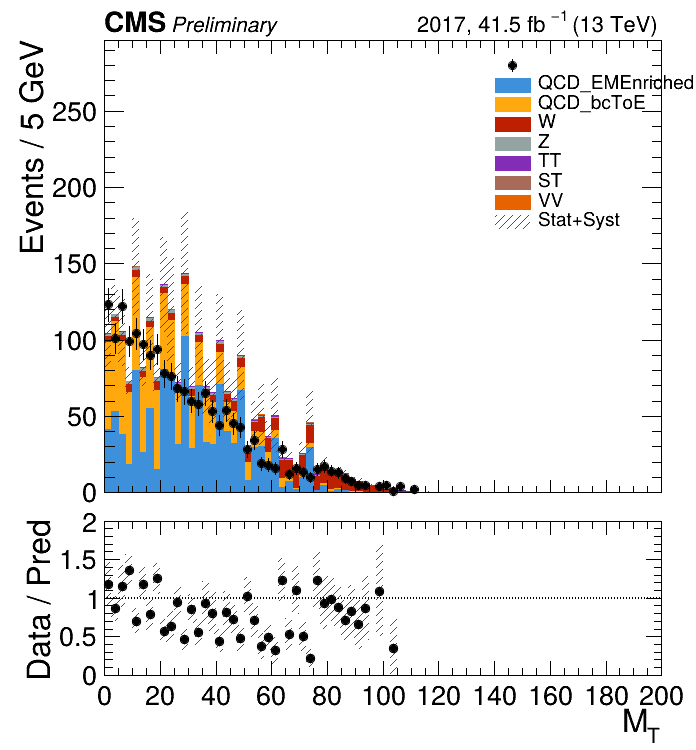 CMS Preliminary 2017, 41.5 fb⁻¹ (13 TeV)
Events / 5 GeV
250
200
150
100
50
0
QCD_EMEnriched
QCD_bcToE
W
Z
TT
ST
VV
Stat+Syst
Data / Pred
2
1.5
1
0.5
0
0 20 40 60 80 100 120 140 160 180 200
M_T